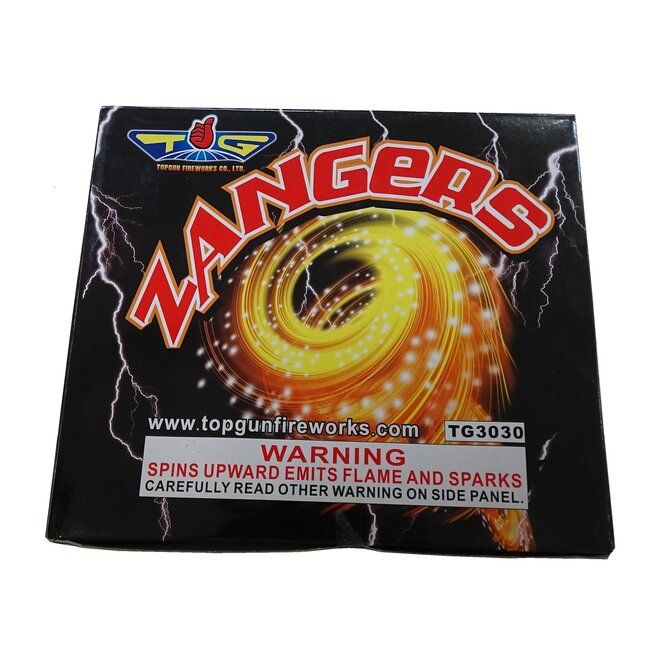 TG
TOPGUN FIREWORKS CO., LTD.
ZANGERS
www.topgunfireworks.com TG3030
WARNING
SPINS UPWARD EMITS FLAME AND SPARKS
CAREFULLY READ OTHER WARNING ON SIDE PANEL.